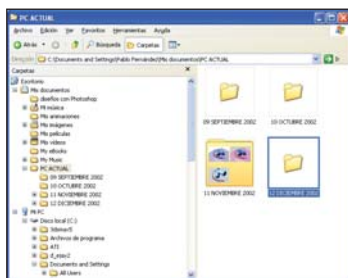 PC ACTUAL
Archivo Edición Ver Favoritos Herramientas Ayuda
Atrás Búsqueda Carpetas
Dirección C:\Documents and Settings\Pablo Fernández\Mis documentos\PC ACTUAL Ir
Carpetas
Escritorio
Mis documentos
diseños con Photoshop
Mi música
Mis animaciones
Mis imágenes
Mis películas
Mis vídeos
My eBooks
My Music
PC ACTUAL
09 SEPTIEMBRE 2002
10 OCTUBRE 2002
11 NOVIEMBRE 2002
12 DICIEMBRE 2002
Mi PC
Disco local (C:)
3dsmax5
Archivos de programa
ATI
d_epsv2
Documents and Settings
All Users
09 SEPTIEMBRE 2002 10 OCTUBRE 2002
11 NOVIEMBRE 2002 12 DICIEMBRE 2002